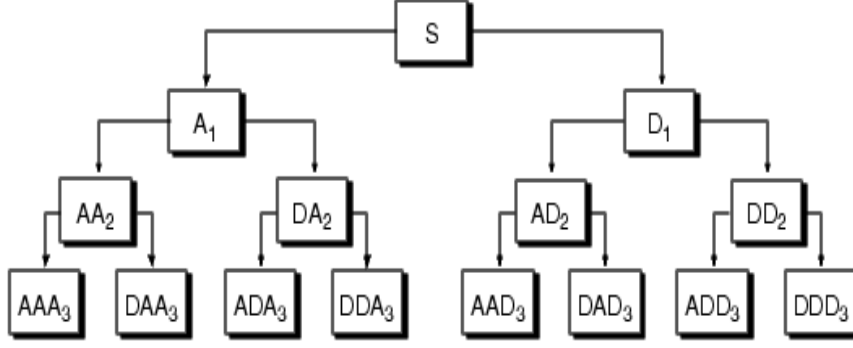 S
A₁ D₁
AA₂ DA₂ AD₂ DD₂
AAA₃ DAA₃ ADA₃ DDA₃ AAD₃ DAD₃ ADD₃ DDD₃